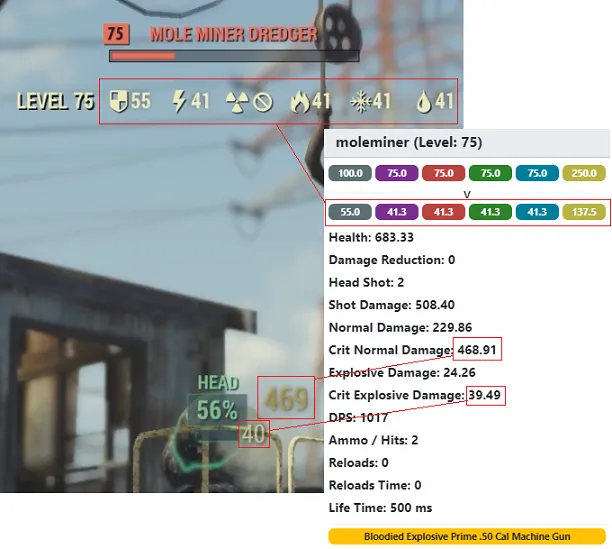 75 MOLE MINER DREDGER
LEVEL 75 55 41 41 41 41
moleminer (Level: 75)
100.0 75.0 75.0 75.0 75.0 250.0
V
55.0 41.3 41.3 41.3 41.3 137.5
Health: 683.33
Damage Reduction: 0
Head Shot: 2
Shot Damage: 508.40
Normal Damage: 229.86
Crit Normal Damage: 468.91
Explosive Damage: 24.26
Crit Explosive Damage: 39.49
DPS: 1017
Ammo / Hits: 2
Reloads: 0
Reloads Time: 0
Life Time: 500 ms
Bloodied Explosive Prime .50 Cal Machine Gun
HEAD
56%
469
40